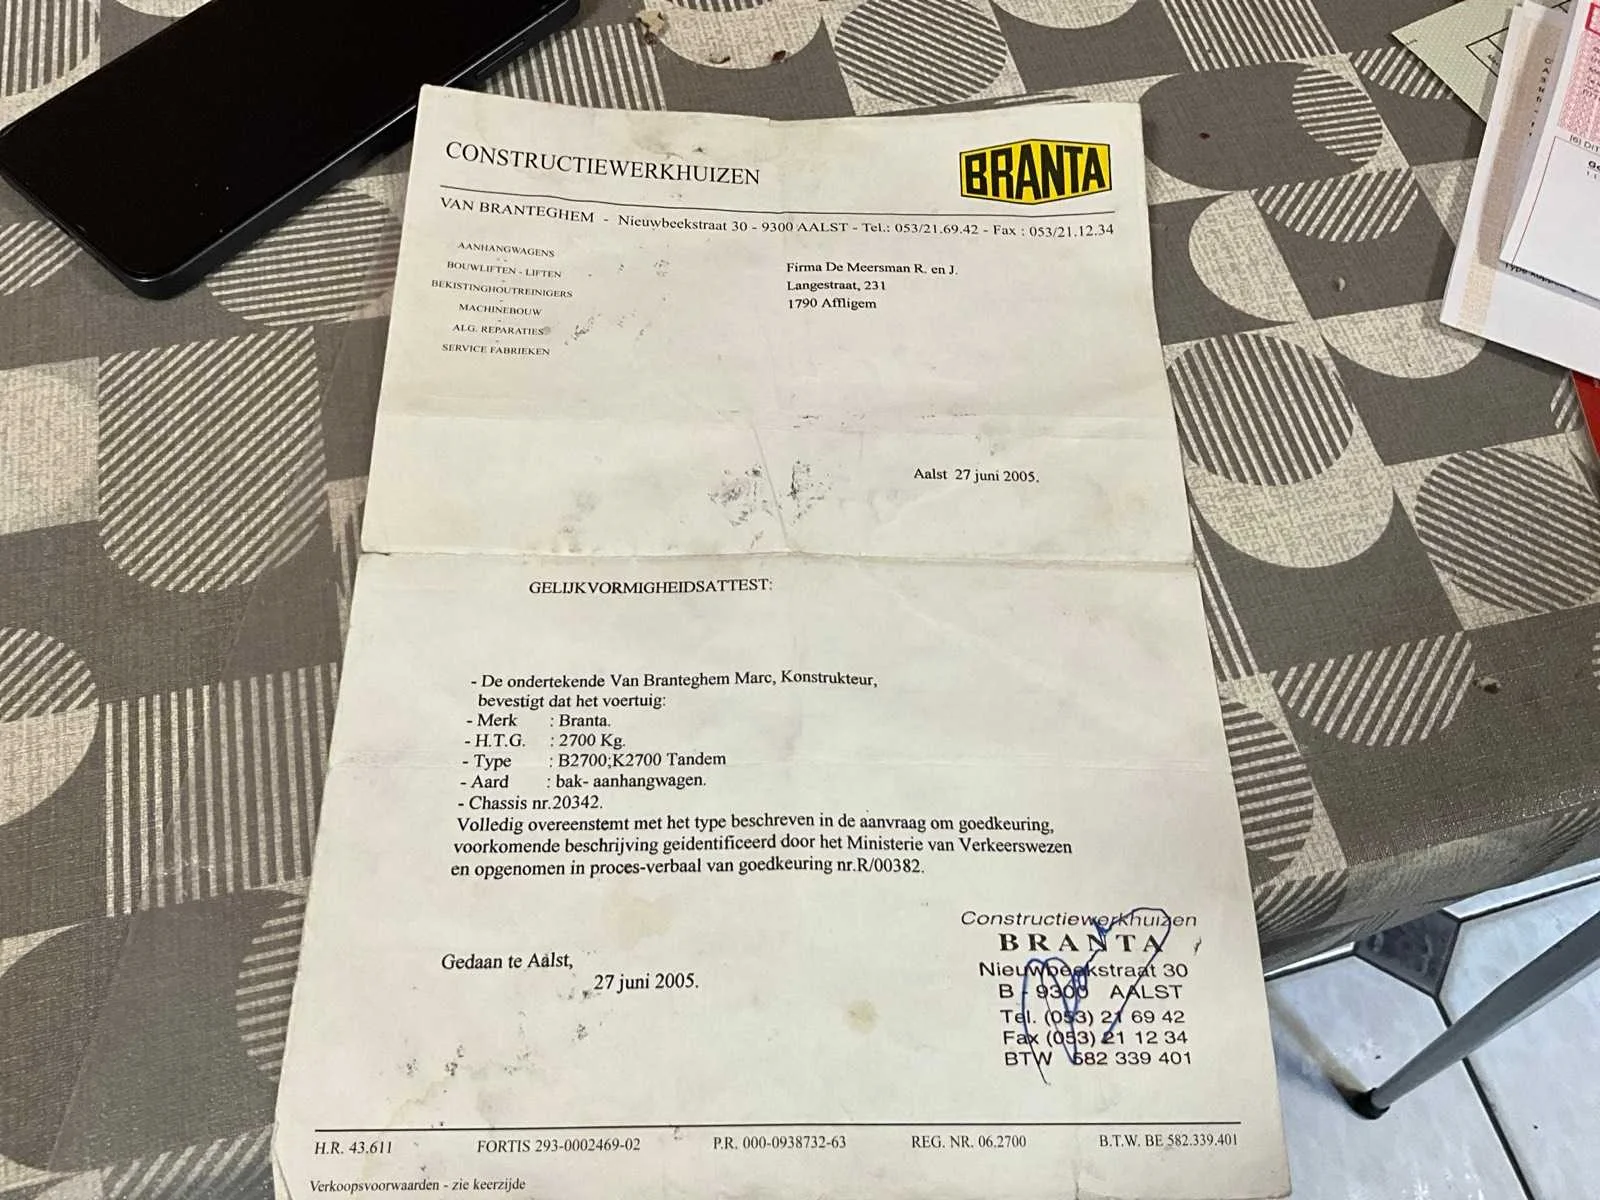 CONSTRUCTIEWERKHUIZEN
BRANTA
VAN BRANTEGHEM - Nieuwbeekstraat 30 - 9300 AALST - Tel.: 053/21.69.42 - Fax : 053/21.12.34
AANHANGWAGENS
BOUWLIFTEN - LIFTEN
BEKISTINGHOUTREINIGERS
MACHINEBOUW
ALG. REPARATIES
SERVICE FABRIEKEN
Firma De Meersman R. en J.
Langestraat, 231
1790 Affligem
Aalst 27 juni 2005.
GELIJKVORMIGHEIDSATTEST:
- De ondertekende Van Branteghem Marc, Konstrukteur,
bevestigt dat het voertuig:
- Merk : Branta.
- H.T.G. : 2700 Kg.
- Type : B2700;K2700 Tandem
- Aard : bak- aanhangwagen.
- Chassis nr.20342.
Volledig overeenstemt met het type beschreven in de aanvraag om goedkeuring,
voorkomende beschrijving geidentificeerd door het Ministerie van Verkeerswezen
en opgenomen in proces-verbaal van goedkeuring nr.R/00382.
Gedaan te Aalst,
27 juni 2005.
Constructiewerkhuizen
BRANTA
Nieuwbeekstraat 30
B - 9300 AALST
Tel. (053) 21 69 42
Fax (053) 21 12 34
BTW 582 339 401
H.R. 43.611 FORTIS 293-0002469-02 P.R. 000-0938732-63 REG. NR. 06.2700 B.T.W. BE 582.339.401
Verkoopsvoorwaarden - zie keerzijde